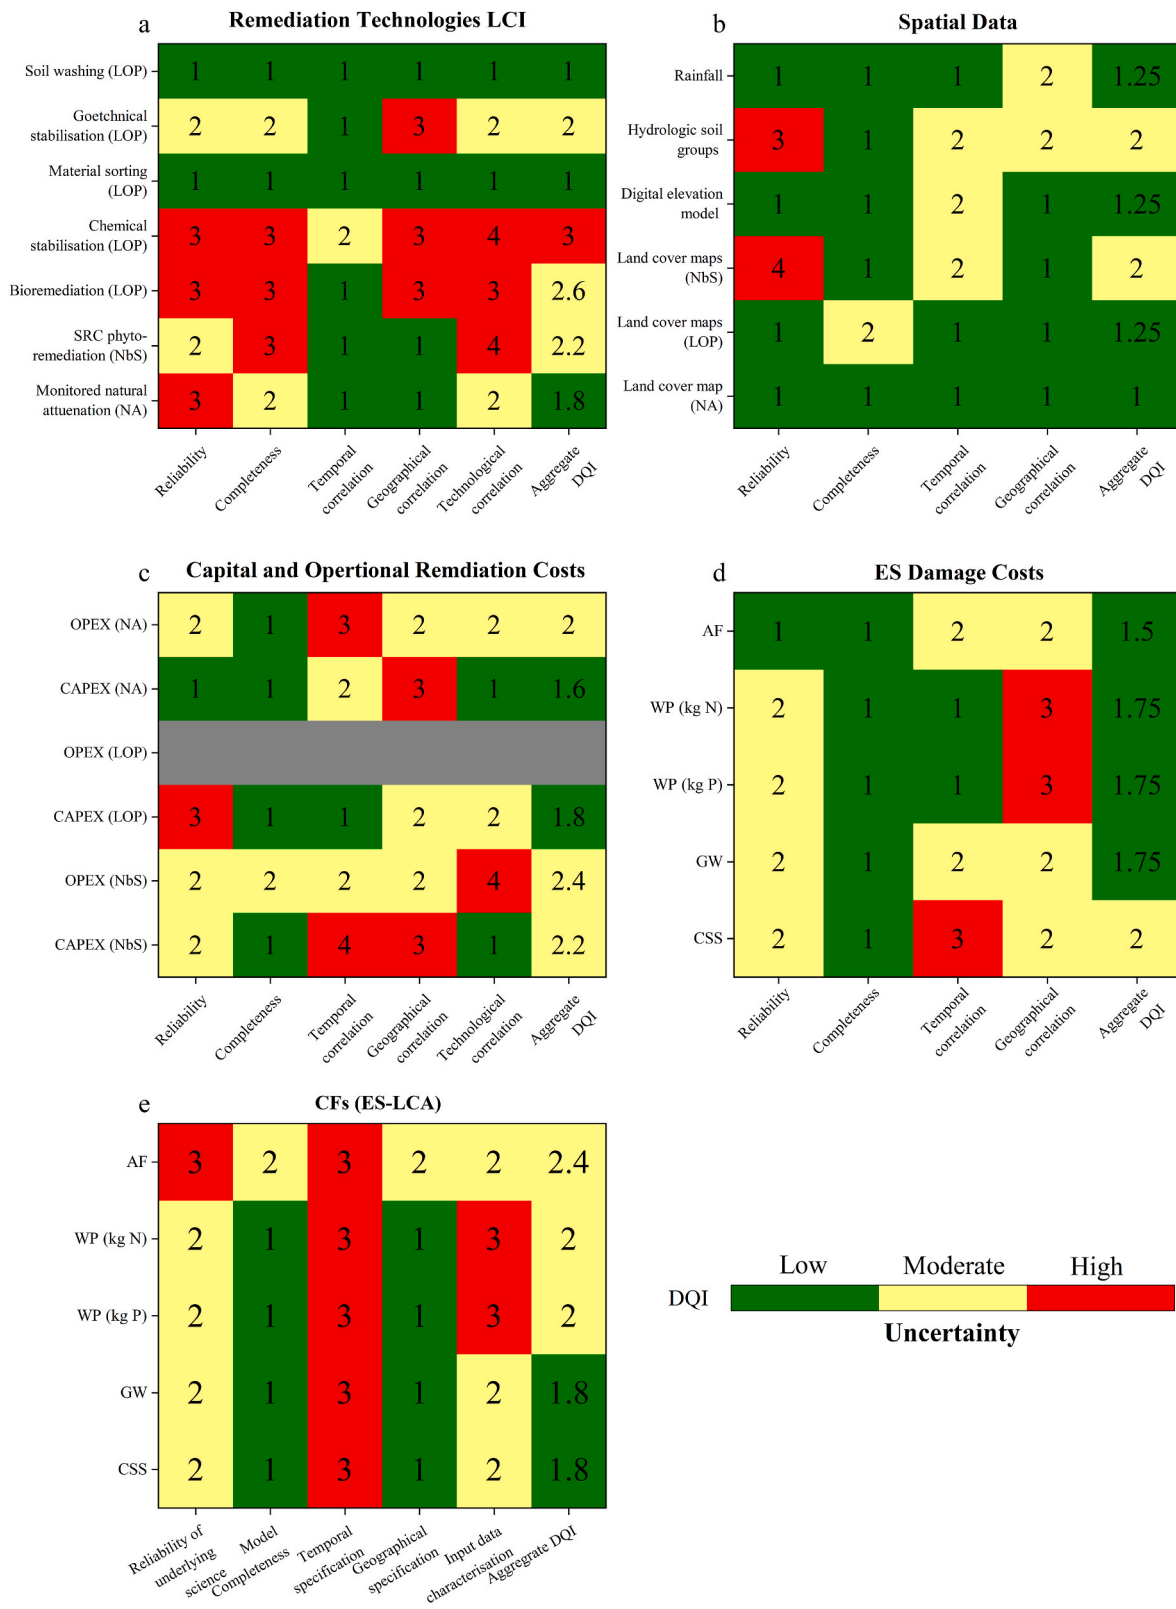 a
Remediation Technologies LCI
Soil washing (LOP)
1 1 1 1 1 1
Goetchnical
stabilisation (LOP)
2 2 1 3 2 2
Material sorting
(LOP)
1 1 1 1 1 1
Chemical
stabilisation (LOP)
3 3 2 3 4 3
Bioremediation (LOP)
3 3 1 3 3 2.6
SRC phyto-
remediation (NbS)
2 3 1 1 4 2.2
Monitored natural
attuenation (NA)
3 2 1 1 2 1.8
Reliability
Completeness
Temporal
correlation
Geographical
correlation
Technological
correlation
Aggregate
DQI
b
Spatial Data
Rainfall
1 1 1 2 1.25
Hydrologic soil
groups
3 1 2 2 2
Digital elevation
model
1 1 2 1 1.25
Land cover maps
(NbS)
4 1 2 1 2
Land cover maps
(LOP)
1 2 1 1 1.25
Land cover map
(NA)
1 1 1 1 1
Reliability
Completeness
Temporal
correlation
Geographical
correlation
Aggregate
DQI
c
Capital and Opertional Remdiation Costs
OPEX (NA)
2 1 3 2 2 2
CAPEX (NA)
1 1 2 3 1 1.6
OPEX (LOP)
CAPEX (LOP)
3 1 1 2 2 1.8
OPEX (NbS)
2 2 2 2 4 2.4
CAPEX (NbS)
2 1 4 3 1 2.2
Reliability
Completeness
Temporal
correlation
Geographical
correlation
Technological
correlation
Aggregate
DQI
d
ES Damage Costs
AF
1 1 2 2 1.5
WP (kg N)
2 1 1 3 1.75
WP (kg P)
2 1 1 3 1.75
GW
2 1 2 2 1.75
CSS
2 1 3 2 2
Reliability
Completeness
Temporal
correlation
Geographical
correlation
Aggregate
DQI
e
CFs (ES-LCA)
AF
3 2 3 2 2 2.4
WP (kg N)
2 1 3 1 3 2
WP (kg P)
2 1 3 1 3 2
GW
2 1 3 1 2 1.8
CSS
2 1 3 1 2 1.8
Reliability of
underlying
science
Model
Completeness
Temporal
specification
Geographical
specification
Input data
characterisation
Aggregate DQI
Low Moderate High
DQI
Uncertainty